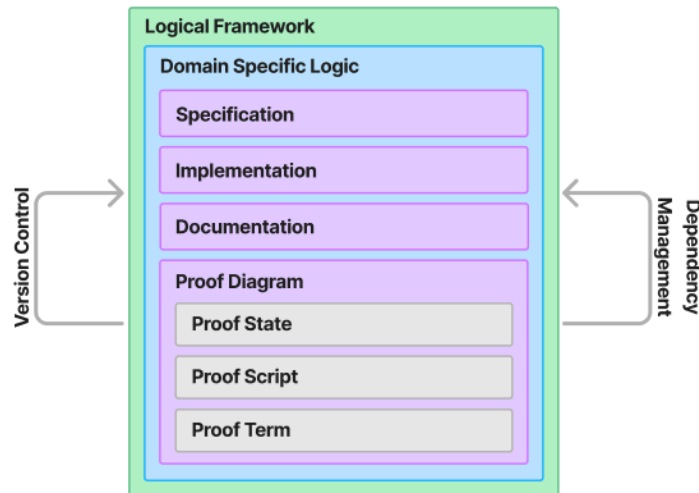 Logical Framework
Domain Specific Logic
Specification
Implementation
Documentation
Proof Diagram
Proof State
Proof Script
Proof Term
Version Control
Dependency
Management